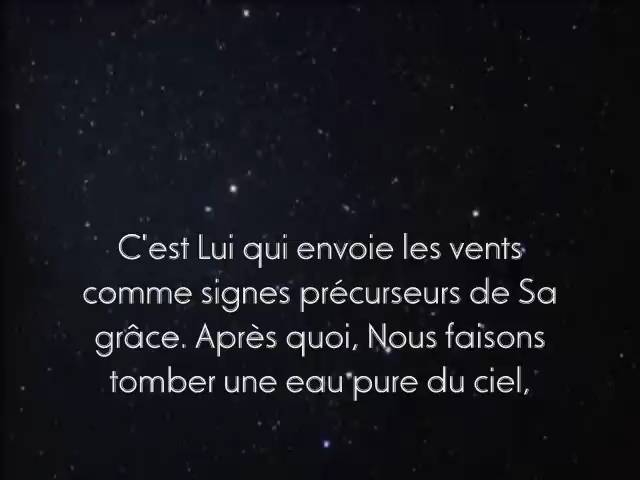 C'est Lui qui envoie les vents
comme signes précurseurs de Sa
grâce. Après quoi, Nous faisons
tomber une eau pure du ciel,